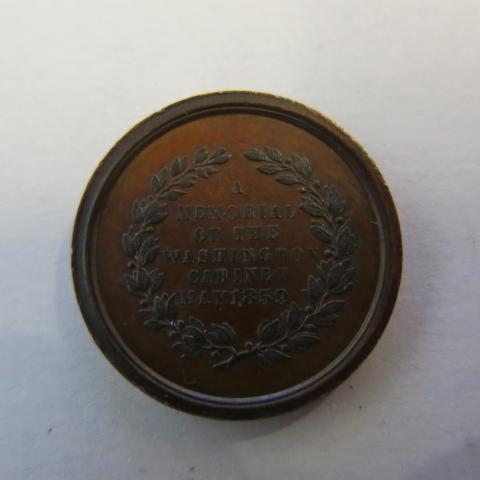 A
MEMORIAL
OF THE
WASHINGTON
CABINET
MAY 1859